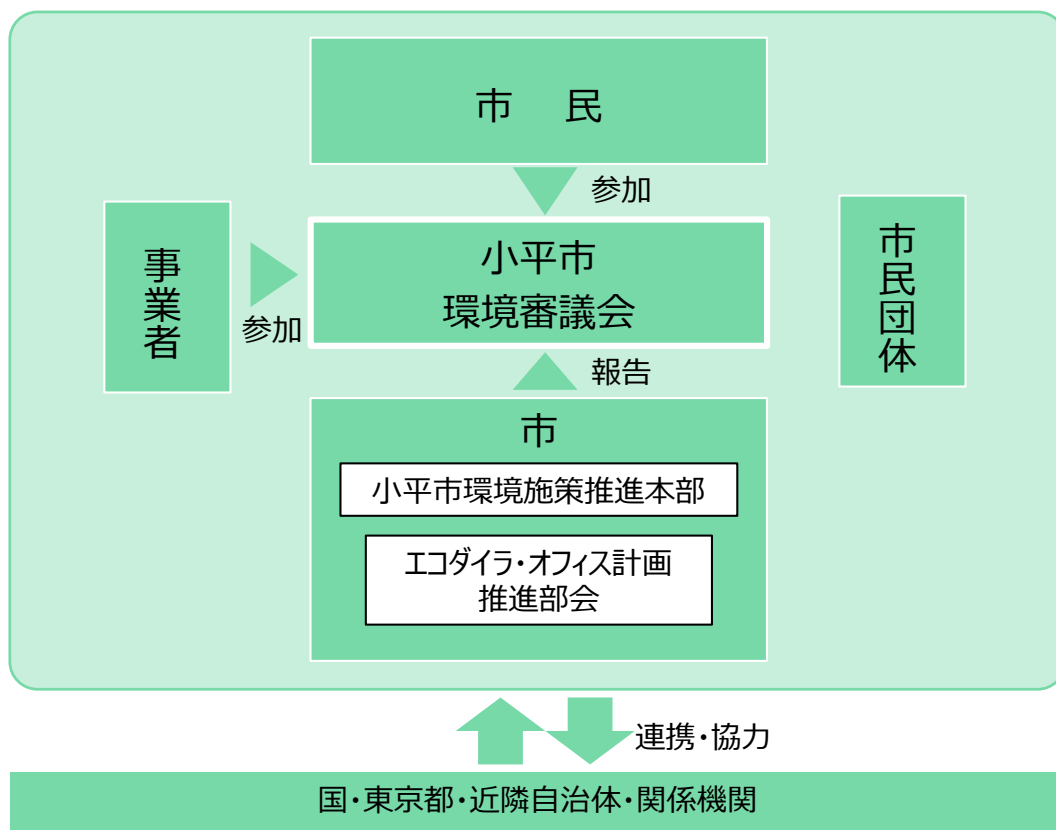 市　民
参加
事業者
参加
小平市
環境審議会
市民団体
報告
市
小平市環境施策推進本部
エコダイラ・オフィス計画
推進部会
連携・協力
国・東京都・近隣自治体・関係機関